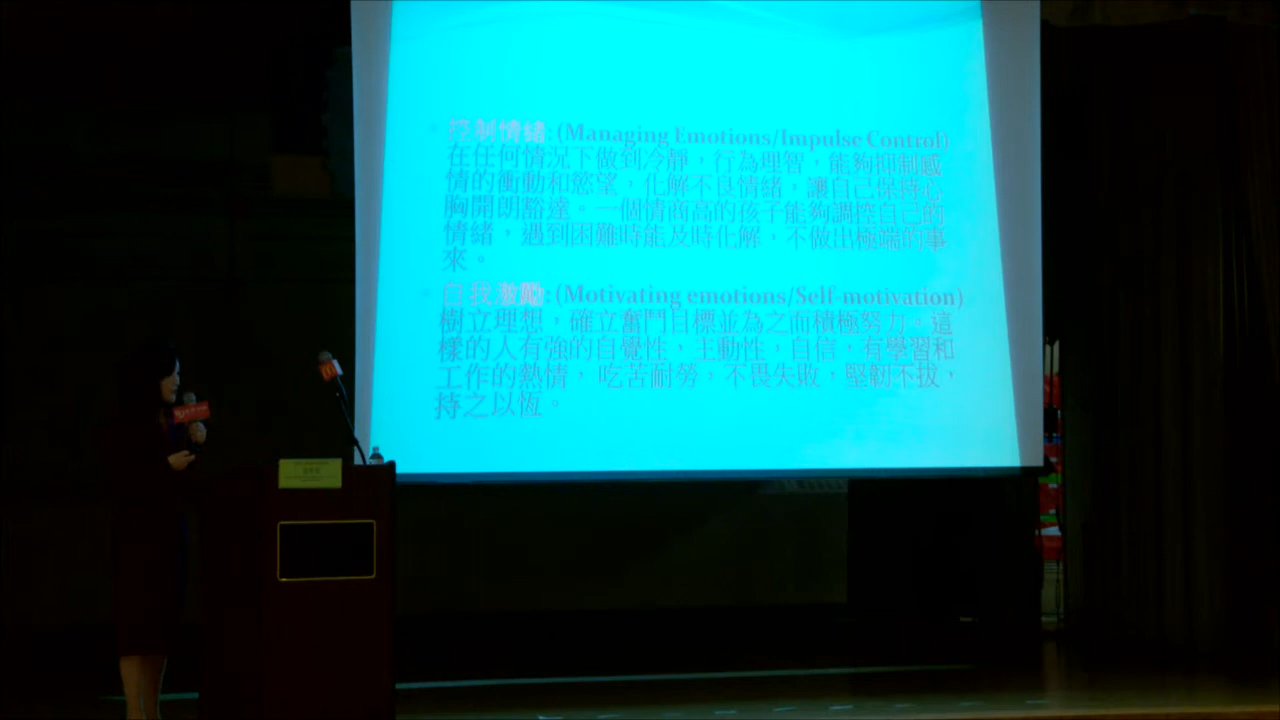 控制情緒: (Managing Emotions/Impulse Control)
在任何情況下做到冷靜，行為理智，能夠抑制感
情的衝動和慾望，化解不良情緒，讓自己保持心
胸開朗豁達。一個情商高的孩子能夠調控自己的
情緒，遇到困難時能及時化解，不做出極端的事
來。
自我激勵: (Motivating emotions/Self-motivation)
樹立理想，確立奮鬥目標並為之而積極努力。這
樣的人有強的自覺性，主動性，自信，有學習和
工作的熱情， 吃苦耐勞，不畏失敗，堅韌不拔，
持之以恆。